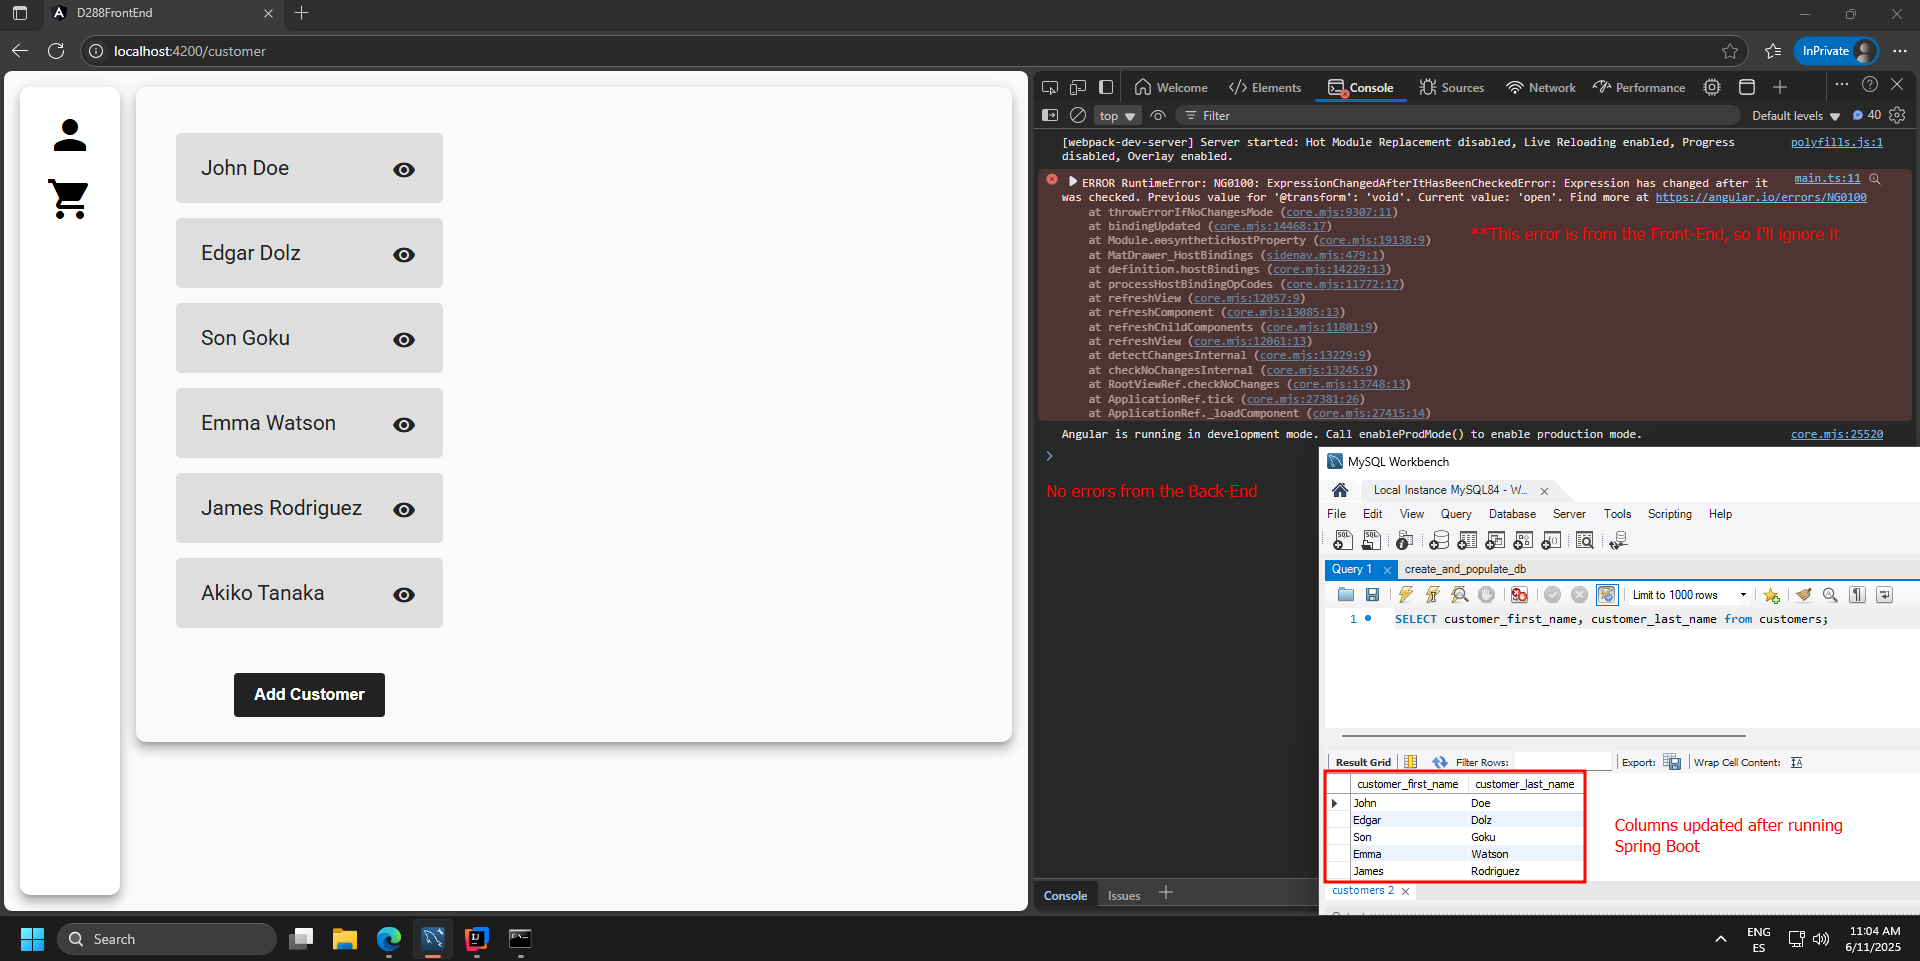 D288FrontEnd
localhost:4200/customer
InPrivate
John Doe
Edgar Dolz
Son Goku
Emma Watson
James Rodriguez
Akiko Tanaka
Add Customer
Welcome Elements Console Sources Network Performance
top Filter Default levels 40
[webpack-dev-server] Server started: Hot Module Replacement disabled, Live Reloading enabled, Progress polyfills.js:1
disabled, Overlay enabled.
ERROR RuntimeError: NG0100: ExpressionChangedAfterItHasBeenCheckedError: Expression has changed after it main.ts:11
was checked. Previous value for '@transform': 'void'. Current value: 'open'. Find more at https://angular.io/errors/NG0100
at throwErrorIfNoChangesMode (core.mjs:9307:11)
at bindingUpdated (core.mjs:14468:17)
at Module.ɵɵsyntheticHostProperty (core.mjs:19138:9)
**This error is from the Front-End, so I'll ignore it
at MatDrawer_HostBindings (sidenav.mjs:479:1)
at definition.hostBindings (core.mjs:14229:13)
at processHostBindingOpCodes (core.mjs:11772:17)
at refreshView (core.mjs:12057:9)
at refreshComponent (core.mjs:13085:13)
at refreshChildComponents (core.mjs:11801:9)
at refreshView (core.mjs:12061:13)
at detectChangesInternal (core.mjs:13229:9)
at checkNoChangesInternal (core.mjs:13245:9)
at RootViewRef.checkNoChanges (core.mjs:13748:13)
at ApplicationRef.tick (core.mjs:27381:26)
at ApplicationRef._loadComponent (core.mjs:27415:14)
Angular is running in development mode. Call enableProdMode() to enable production mode. core.mjs:25520
No errors from the Back-End
MySQL Workbench
Local Instance MySQL84 - W...
File Edit View Query Database Server Tools Scripting Help
Query 1 create_and_populate_db
Limit to 1000 rows
1 SELECT customer_first_name, customer_last_name from customers;
Result Grid Filter Rows: Export: Wrap Cell Content:
customer_first_name customer_last_name
John Doe
Edgar Dolz
Son Goku
Emma Watson
James Rodriguez
Columns updated after running
Spring Boot
customers 2
Console Issues
Search
ENG
ES
11:04 AM
6/11/2025